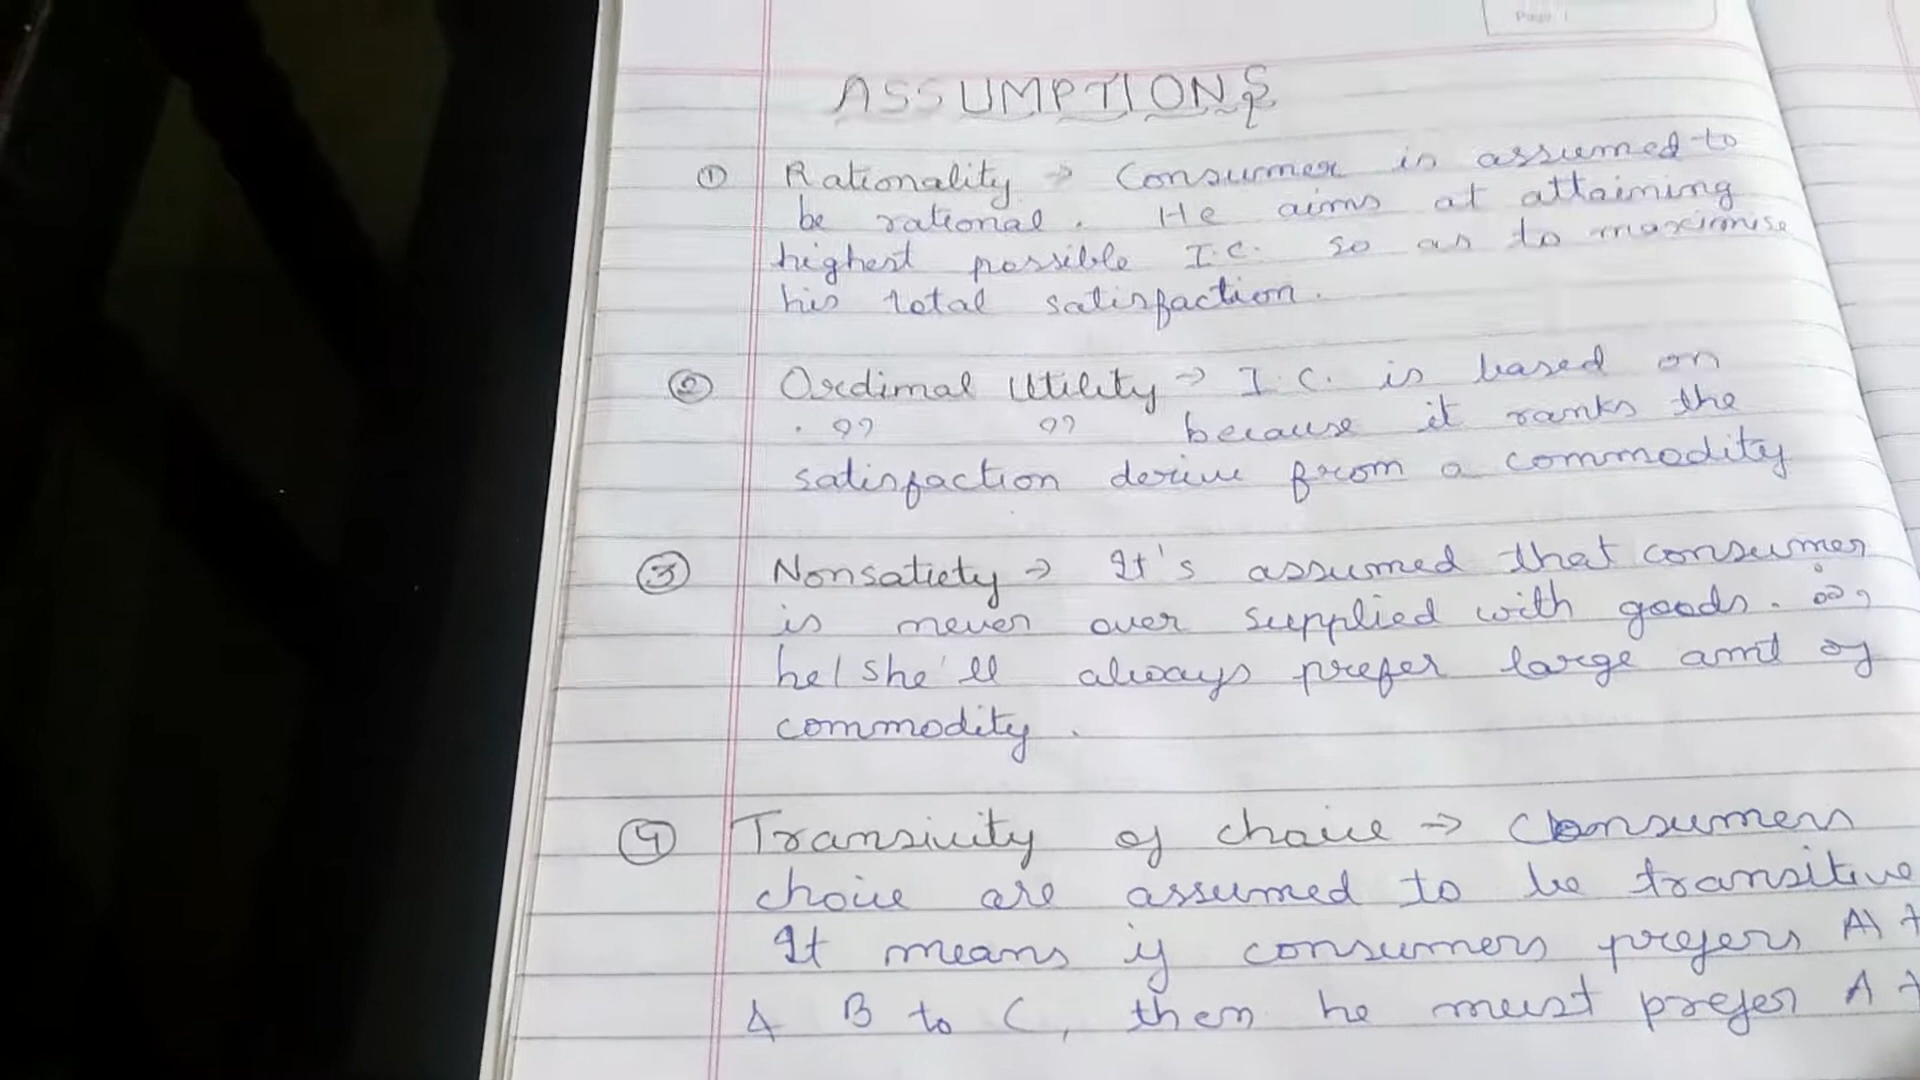 Page
ASSUMPTIONS
① Rationality → Consumer is assumed to
be rational. He aims at attaining
highest possible I.C. so as to maximise
his total satisfaction.
② Ordinal Utility → I.C. is based on
,, ,, because it ranks the
satisfaction derive from a commodity
③ Nonsatiety → It's assumed that consumer
is never over supplied with goods.
he/she'll always prefer large amt of
commodity.
④ Transivity of choice → Consumers
choice are assumed to be transitive
It means if consumers prefers A
& B to C, then he must prefer A